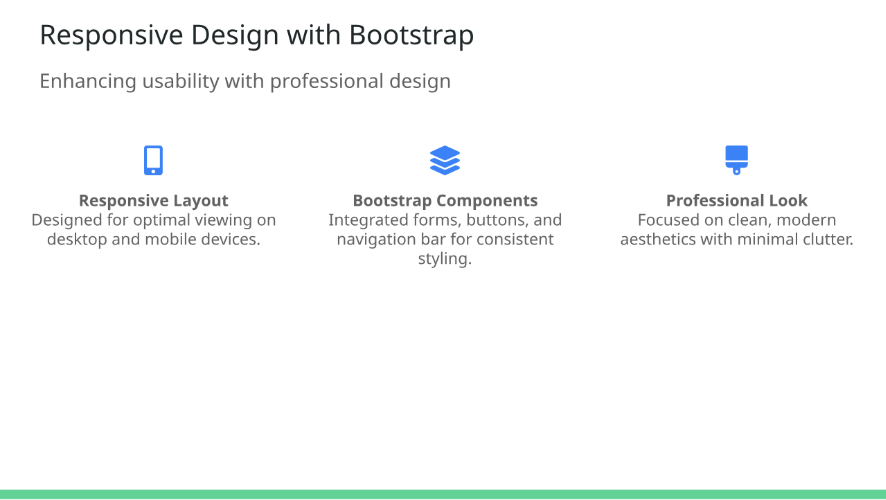 Responsive Design with Bootstrap
Enhancing usability with professional design
Responsive Layout
Designed for optimal viewing on
desktop and mobile devices.
Bootstrap Components
Integrated forms, buttons, and
navigation bar for consistent
styling.
Professional Look
Focused on clean, modern
aesthetics with minimal clutter.